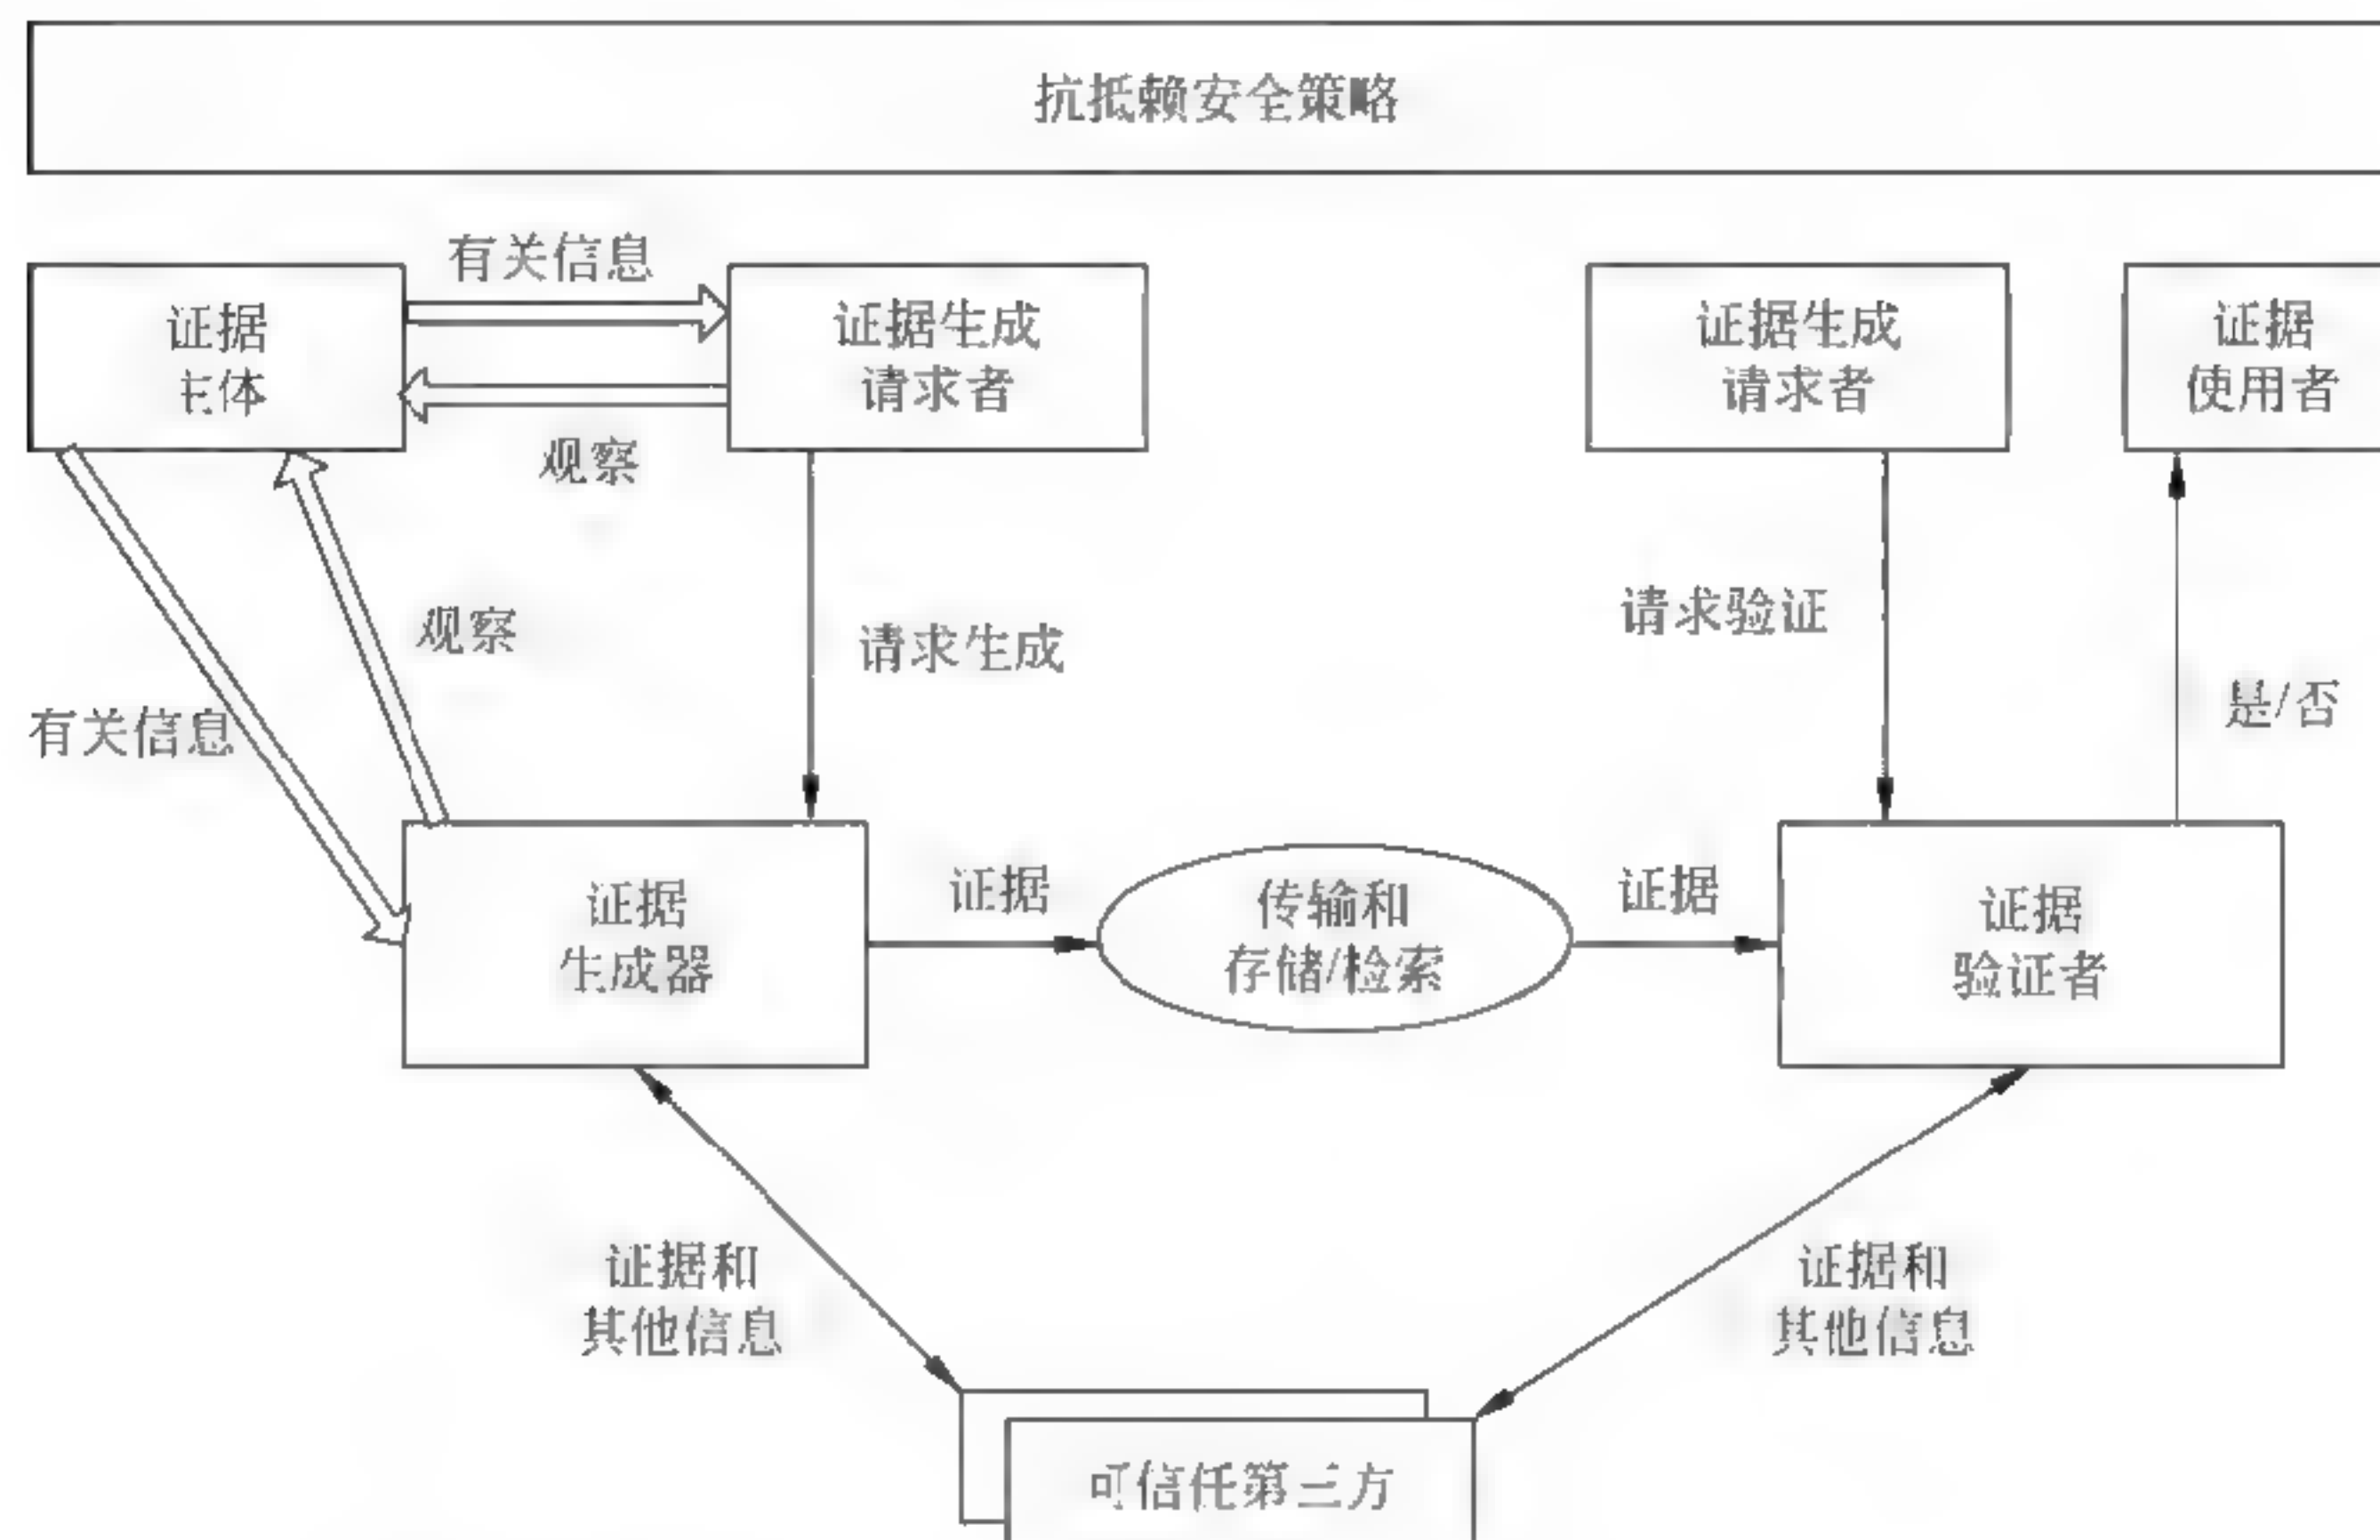 抗抵赖安全策略
有关信息
证据
主体
证据生成
请求者
证据生成
请求者
证据
使用者
观察
观察
请求生成
请求验证
有关信息
是/否
证据
生成器
证据
传输和
存储/检索
证据
证据
验证者
证据和
其他信息
证据和
其他信息
可信任第三方